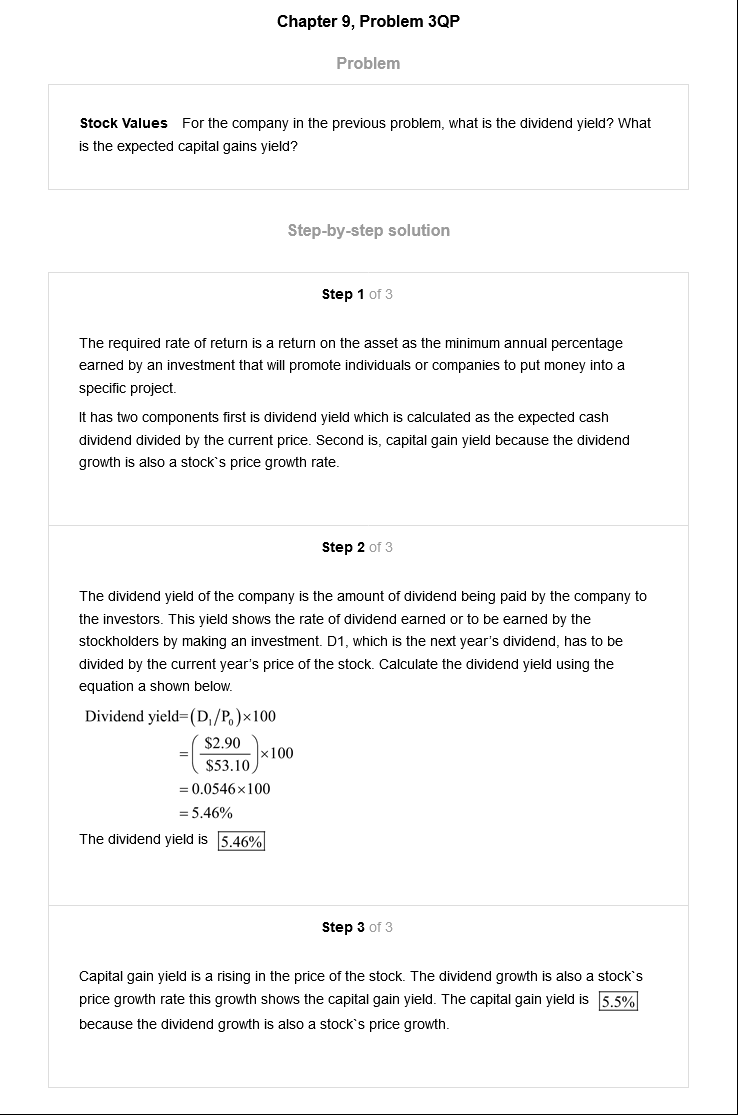 Chapter 9, Problem 3QP
Problem
Stock Values For the company in the previous problem, what is the dividend yield? What
is the expected capital gains yield?
Step-by-step solution
Step 1 of 3
The required rate of return is a return on the asset as the minimum annual percentage
earned by an investment that will promote individuals or companies to put money into a
specific project.
It has two components first is dividend yield which is calculated as the expected cash
dividend divided by the current price. Second is, capital gain yield because the dividend
growth is also a stock`s price growth rate.
Step 2 of 3
The dividend yield of the company is the amount of dividend being paid by the company to
the investors. This yield shows the rate of dividend earned or to be earned by the
stockholders by making an investment. D1, which is the next year’s dividend, has to be
divided by the current year’s price of the stock. Calculate the dividend yield using the
equation a shown below.
Dividend yield=(D₁/P₀)×100
=($2.90/$53.10)×100
=0.0546×100
=5.46%
The dividend yield is 5.46%
Step 3 of 3
Capital gain yield is a rising in the price of the stock. The dividend growth is also a stock`s
price growth rate this growth shows the capital gain yield. The capital gain yield is 5.5%
because the dividend growth is also a stock`s price growth.